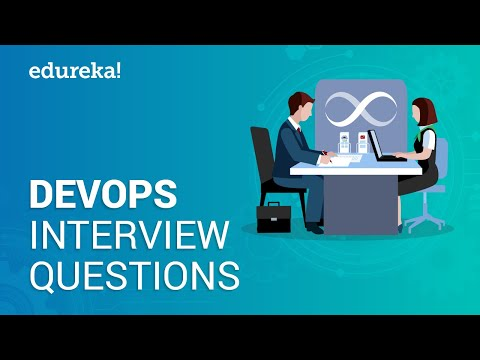 edureka!
DEVOPS
INTERVIEW
QUESTIONS